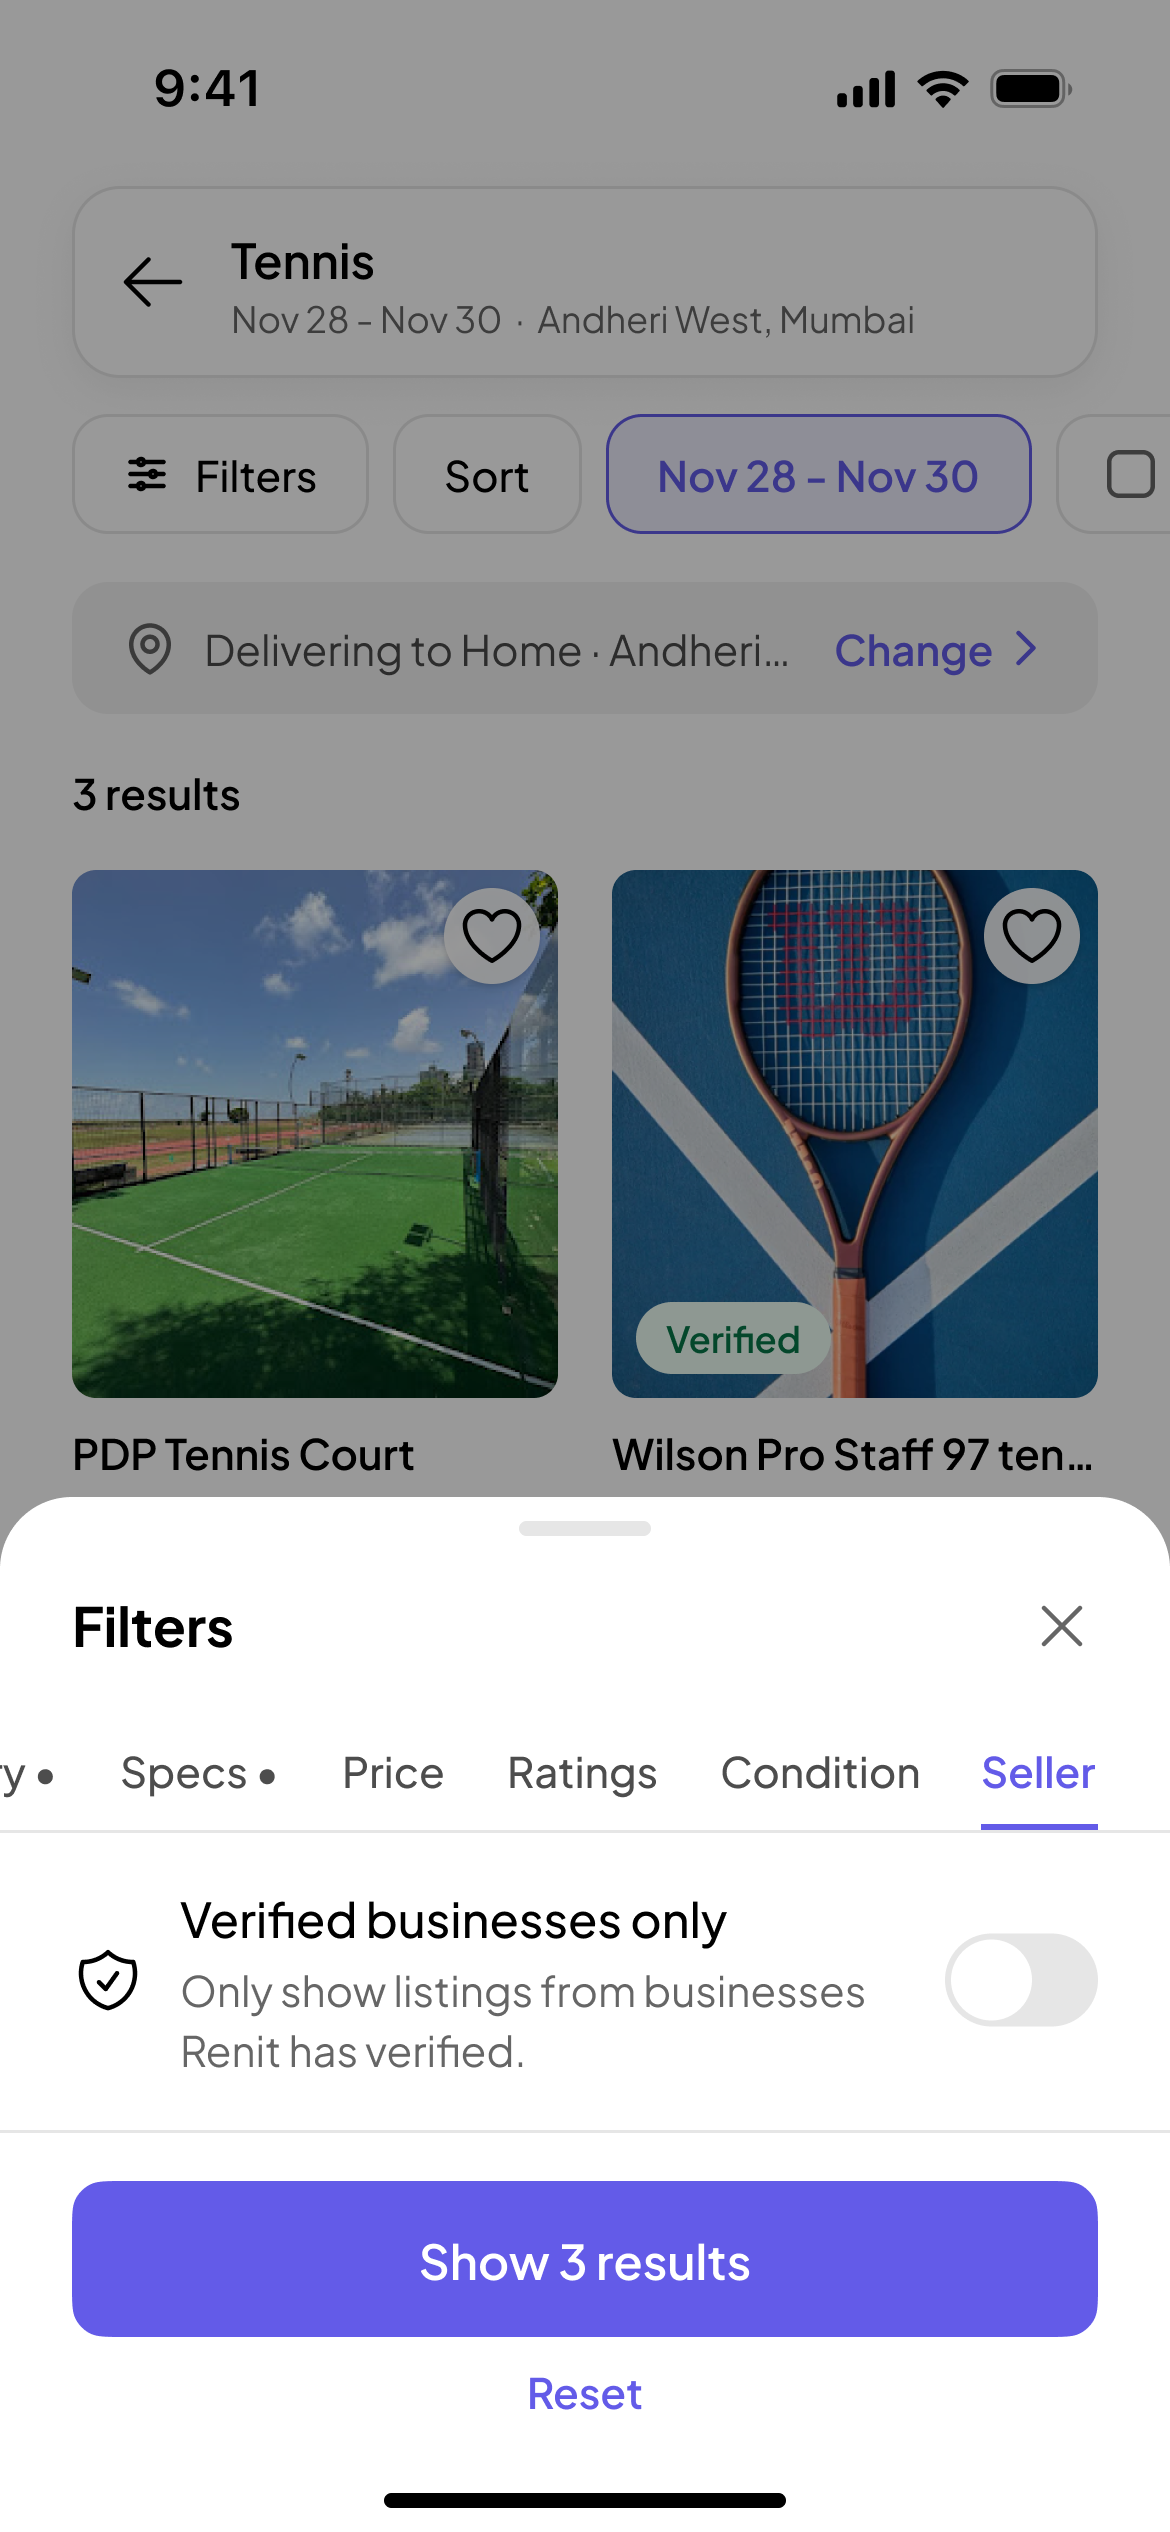 9:41
Tennis
Nov 28 - Nov 30 · Andheri West, Mumbai
Filters
Sort
Nov 28 – Nov 30
Delivering to Home · Andheri...
Change
3 results
Verified
PDP Tennis Court
Wilson Pro Staff 97 ten...
Filters
ry •
Specs •
Price
Ratings
Condition
Seller
Verified businesses only
Only show listings from businesses
Renit has verified.
Show 3 results
Reset